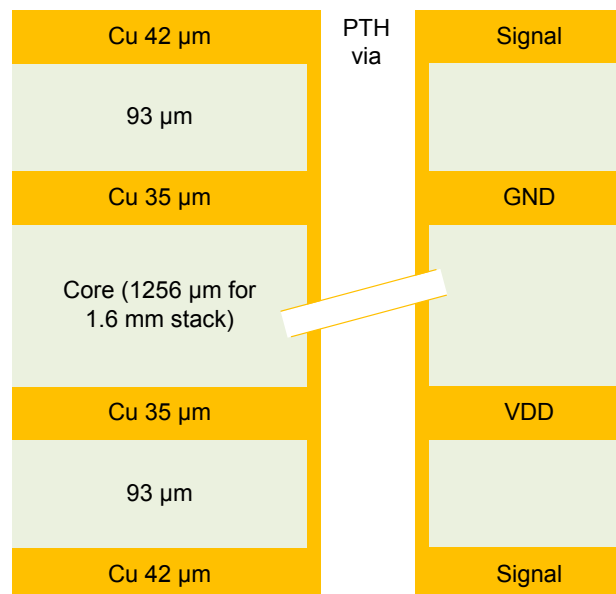 Cu 42 µm
PTH
via
Signal
93 µm
Cu 35 µm
GND
Core (1256 µm for
1.6 mm stack)
Cu 35 µm
VDD
93 µm
Cu 42 µm
Signal